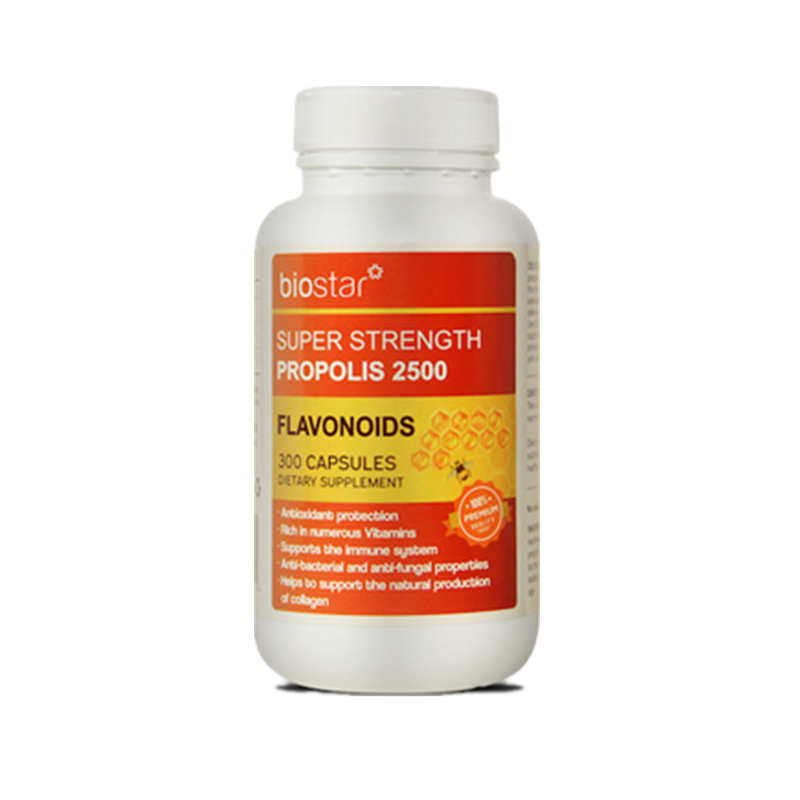 biostar
SUPER STRENGTH
PROPOLIS 2500
FLAVONOIDS
300 CAPSULES
DIETARY SUPPLEMENT
100%
PREMIUM
QUALITY
· Antioxidant protection
· Rich in numerous Vitamins
· Supports the immune system
· Anti-bacterial and anti-fungal properties
· Helps to support the natural production
of collagen